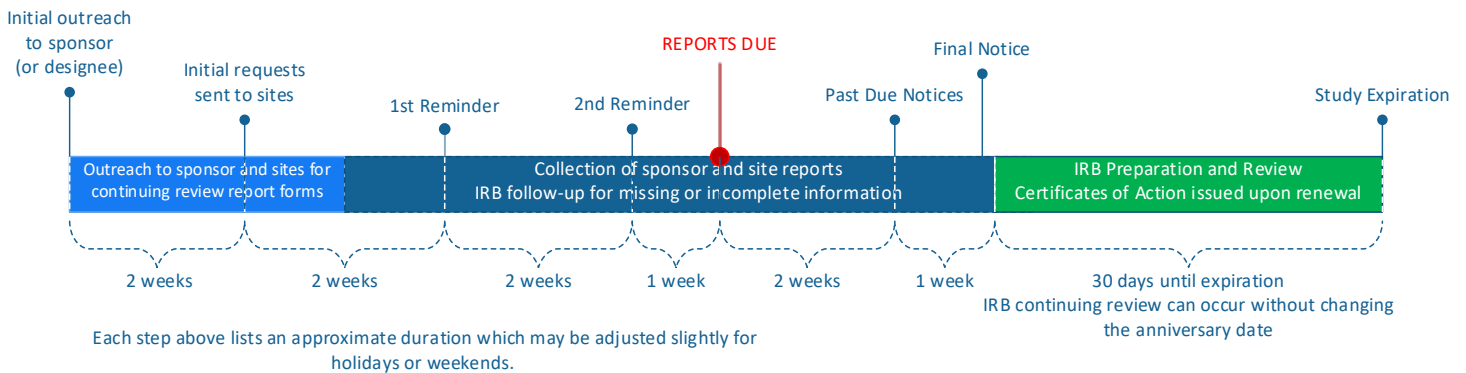 Initial outreach
to sponsor
(or designee)
Initial requests
sent to sites
1st Reminder
2nd Reminder
REPORTS DUE
Past Due Notices
Final Notice
Study Expiration
Outreach to sponsor and sites for
continuing review report forms
Collection of sponsor and site reports
IRB follow-up for missing or incomplete information
IRB Preparation and Review
Certificates of Action issued upon renewal
2 weeks
2 weeks
2 weeks
1 week
2 weeks
1 week
30 days until expiration
IRB continuing review can occur without changing
the anniversary date
Each step above lists an approximate duration which may be adjusted slightly for
holidays or weekends.